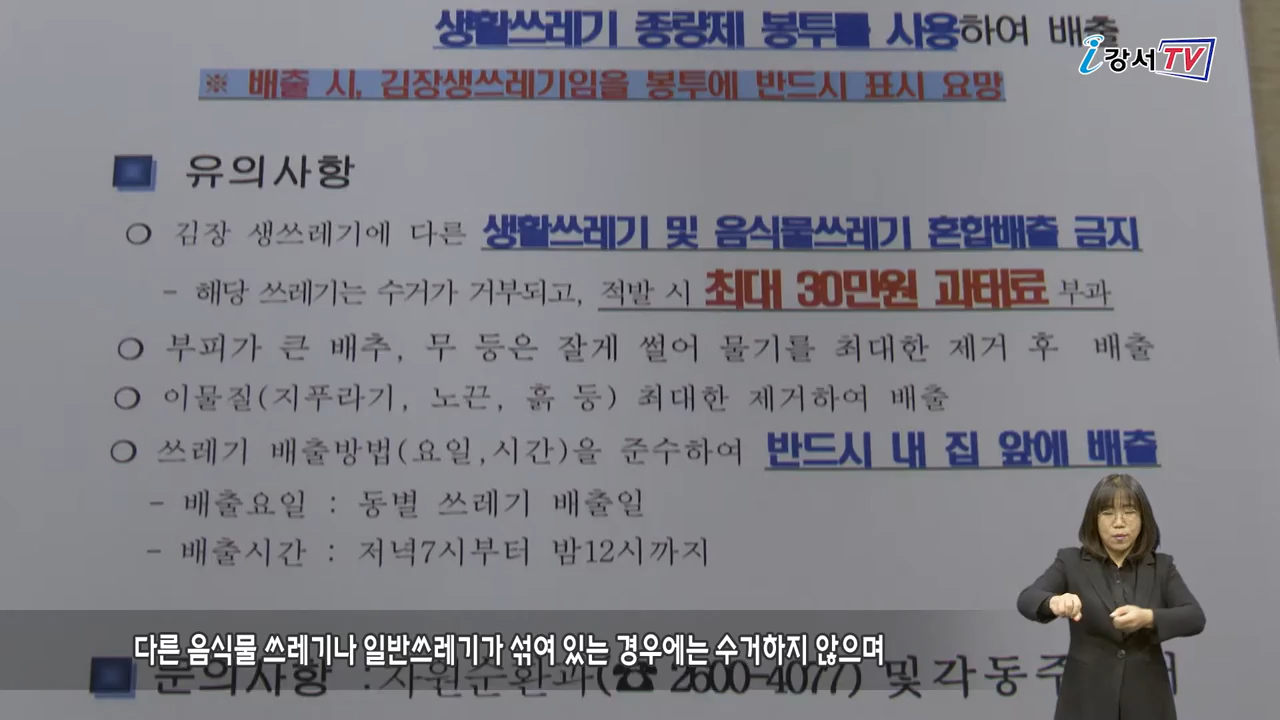 생활쓰레기 종량제 봉투를 사용하여 배출
i강서TV
※ 배출 시, 김장생쓰레기임을 봉투에 반드시 표시 요망
유의사항
○ 김장 생쓰레기에 다른 생활쓰레기 및 음식물쓰레기 혼합배출 금지
- 해당 쓰레기는 수거가 거부되고, 적발 시 최대 30만원 과태료 부과
○ 부피가 큰 배추, 무 등은 잘게 썰어 물기를 최대한 제거 후 배출
○ 이물질(지푸라기, 노끈, 흙 등) 최대한 제거하여 배출
○ 쓰레기 배출방법(요일,시간)을 준수하여 반드시 내 집 앞에 배출
- 배출요일 : 동별 쓰레기 배출일
- 배출시간 : 저녁7시부터 밤12시까지
다른 음식물 쓰레기나 일반쓰레기가 섞여 있는 경우에는 수거하지 않으며
문의사항 : 자원순환과(☎ 2600-4077) 및 각 동주